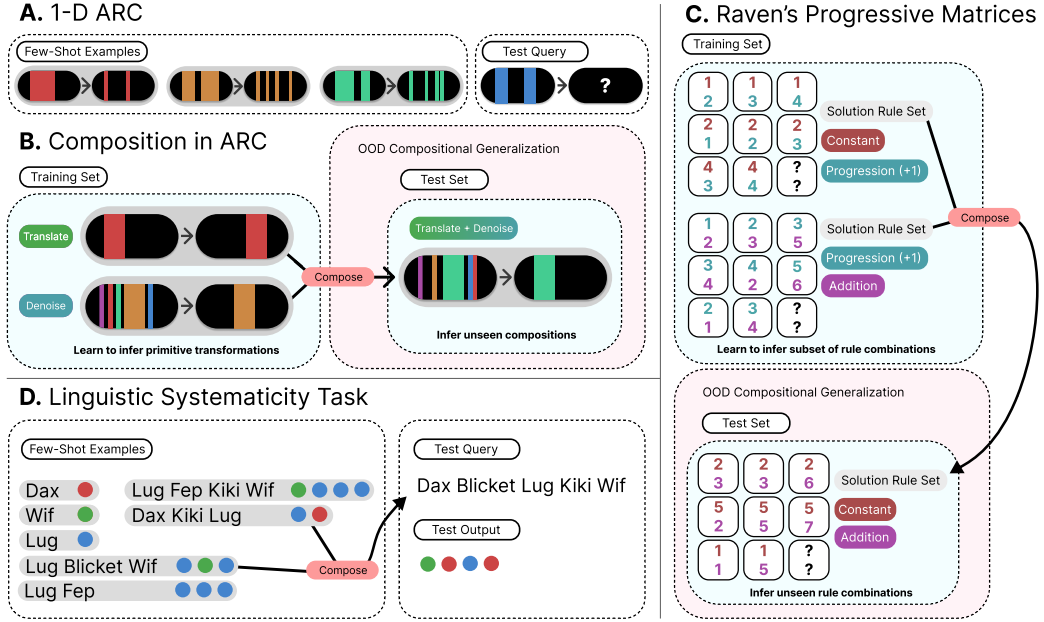 A. 1-D ARC
Few-Shot Examples
Test Query
?
B. Composition in ARC
Training Set
Translate
Denoise
Learn to infer primitive transformations
Compose
OOD Compositional Generalization
Test Set
Translate + Denoise
Infer unseen compositions
C. Raven's Progressive Matrices
Training Set
1 1 1
2 3 4
2 2 2
1 2 3
4 4 ?
3 4 ?
Solution Rule Set
Constant
Progression (+1)
1 2 3
2 3 5
3 4 5
4 2 6
2 3 ?
1 4 ?
Solution Rule Set
Progression (+1)
Addition
Learn to infer subset of rule combinations
Compose
OOD Compositional Generalization
Test Set
2 2 2
3 3 6
5 5 5
2 5 7
1 1 ?
1 5 ?
Solution Rule Set
Constant
Addition
Infer unseen rule combinations
D. Linguistic Systematicity Task
Few-Shot Examples
Dax
Wif
Lug
Lug Blicket Wif
Lug Fep
Lug Fep Kiki Wif
Dax Kiki Lug
Compose
Test Query
Dax Blicket Lug Kiki Wif
Test Output